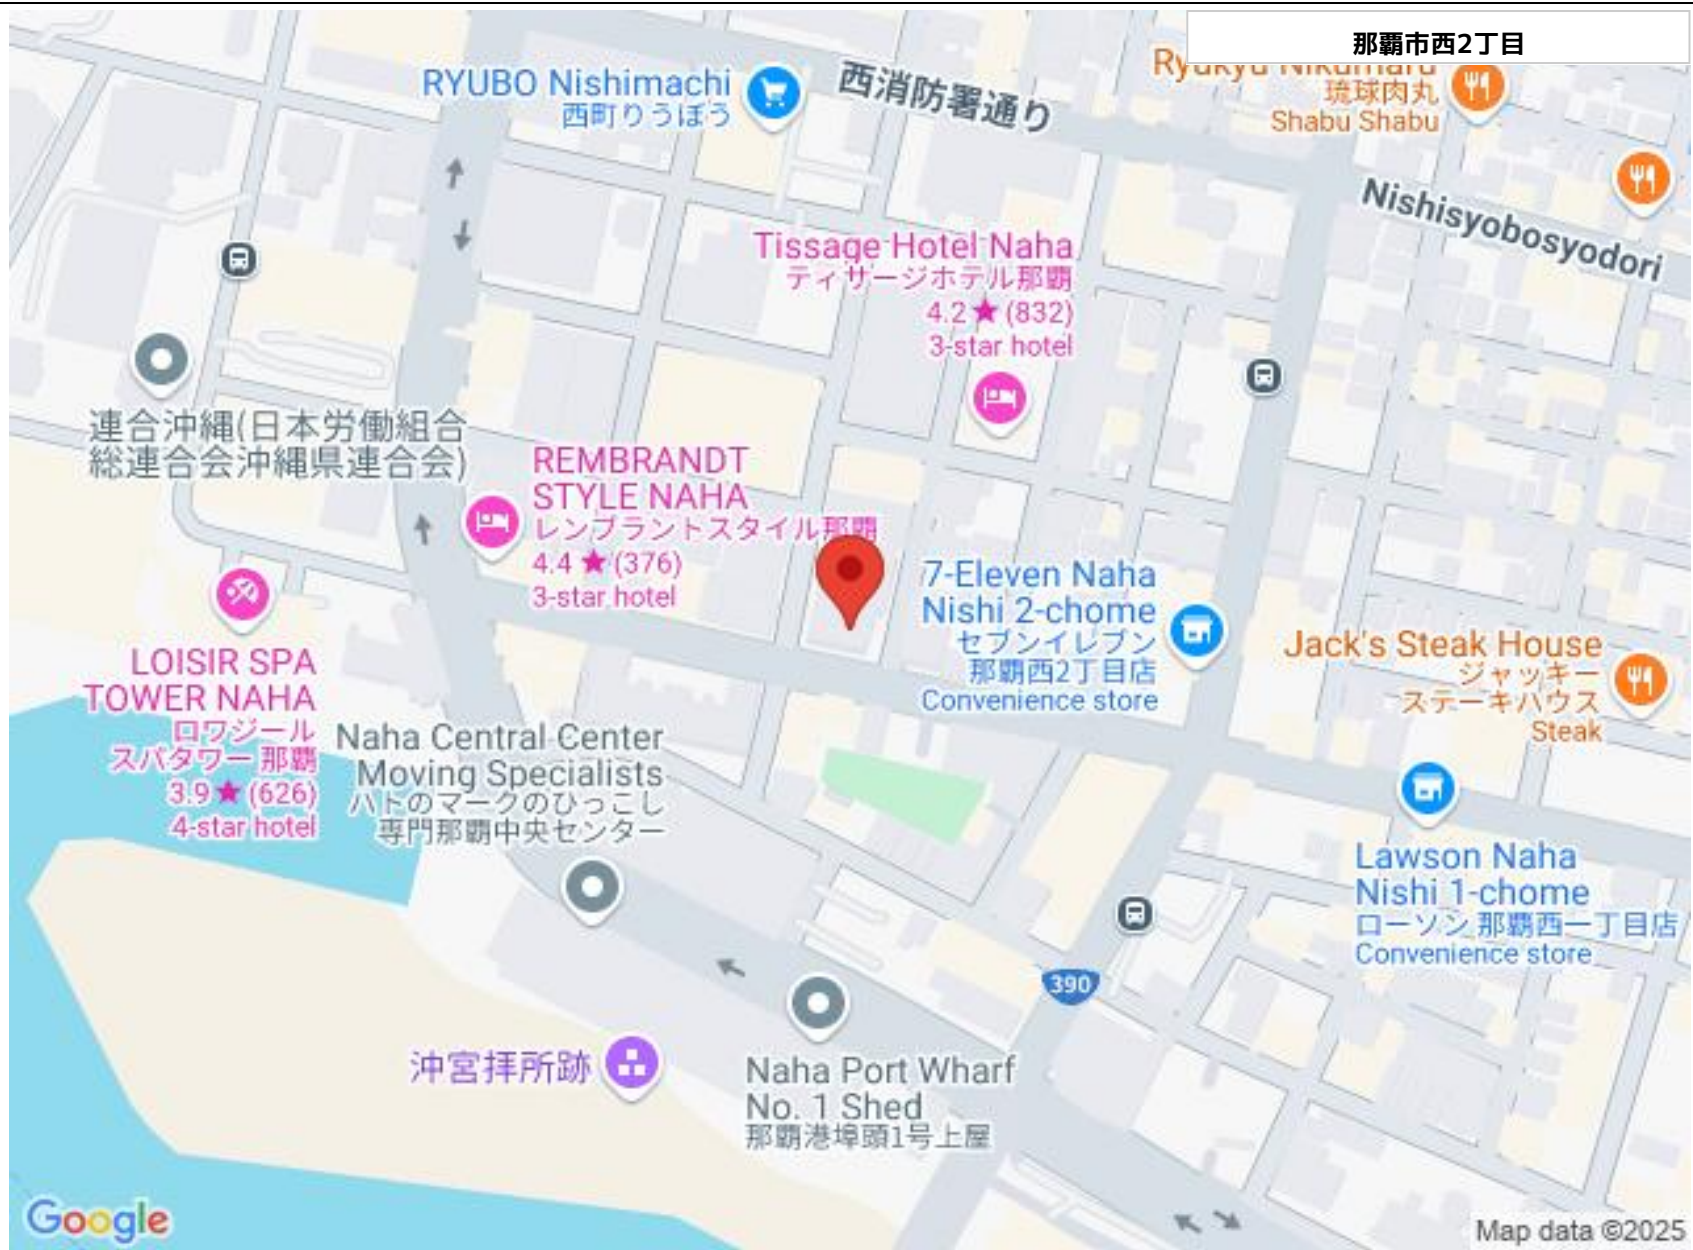 那覇市西2丁目
RYUBO Nishimachi
西町りうぼう
西消防署通り
Ryukyu Nikumaru
琉球肉丸
Shabu Shabu
Nishisyobosyodori
Tissage Hotel Naha
ティサージホテル那覇
4.2★(832)
3-star hotel
連合沖縄(日本労働組合
総連合会沖縄県連合会)
REMBRANDT
STYLE NAHA
レンブラントスタイル那覇
4.4★(376)
3-star hotel
7-Eleven Naha
Nishi 2-chome
セブンイレブン
那覇西2丁目店
Convenience store
Jack's Steak House
ジャッキー
ステーキハウス
Steak
LOISIR SPA
TOWER NAHA
ロワジール
スパタワー 那覇
3.9★(626)
4-star hotel
Naha Central Center
Moving Specialists
ハトのマークのひっこし
専門那覇中央センター
Lawson Naha
Nishi 1-chome
ローソン 那覇西一丁目店
Convenience store
390
沖宮拝所跡
Naha Port Wharf
No. 1 Shed
那覇港埠頭1号上屋
Google
Map data ©2025